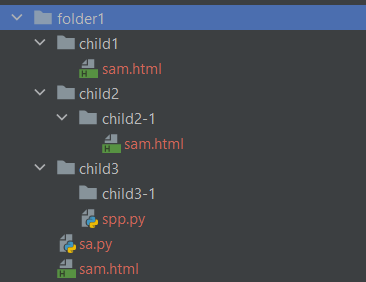 folder1
child1
H sam.html
child2
child2-1
H sam.html
child3
child3-1
spp.py
sa.py
H sam.html